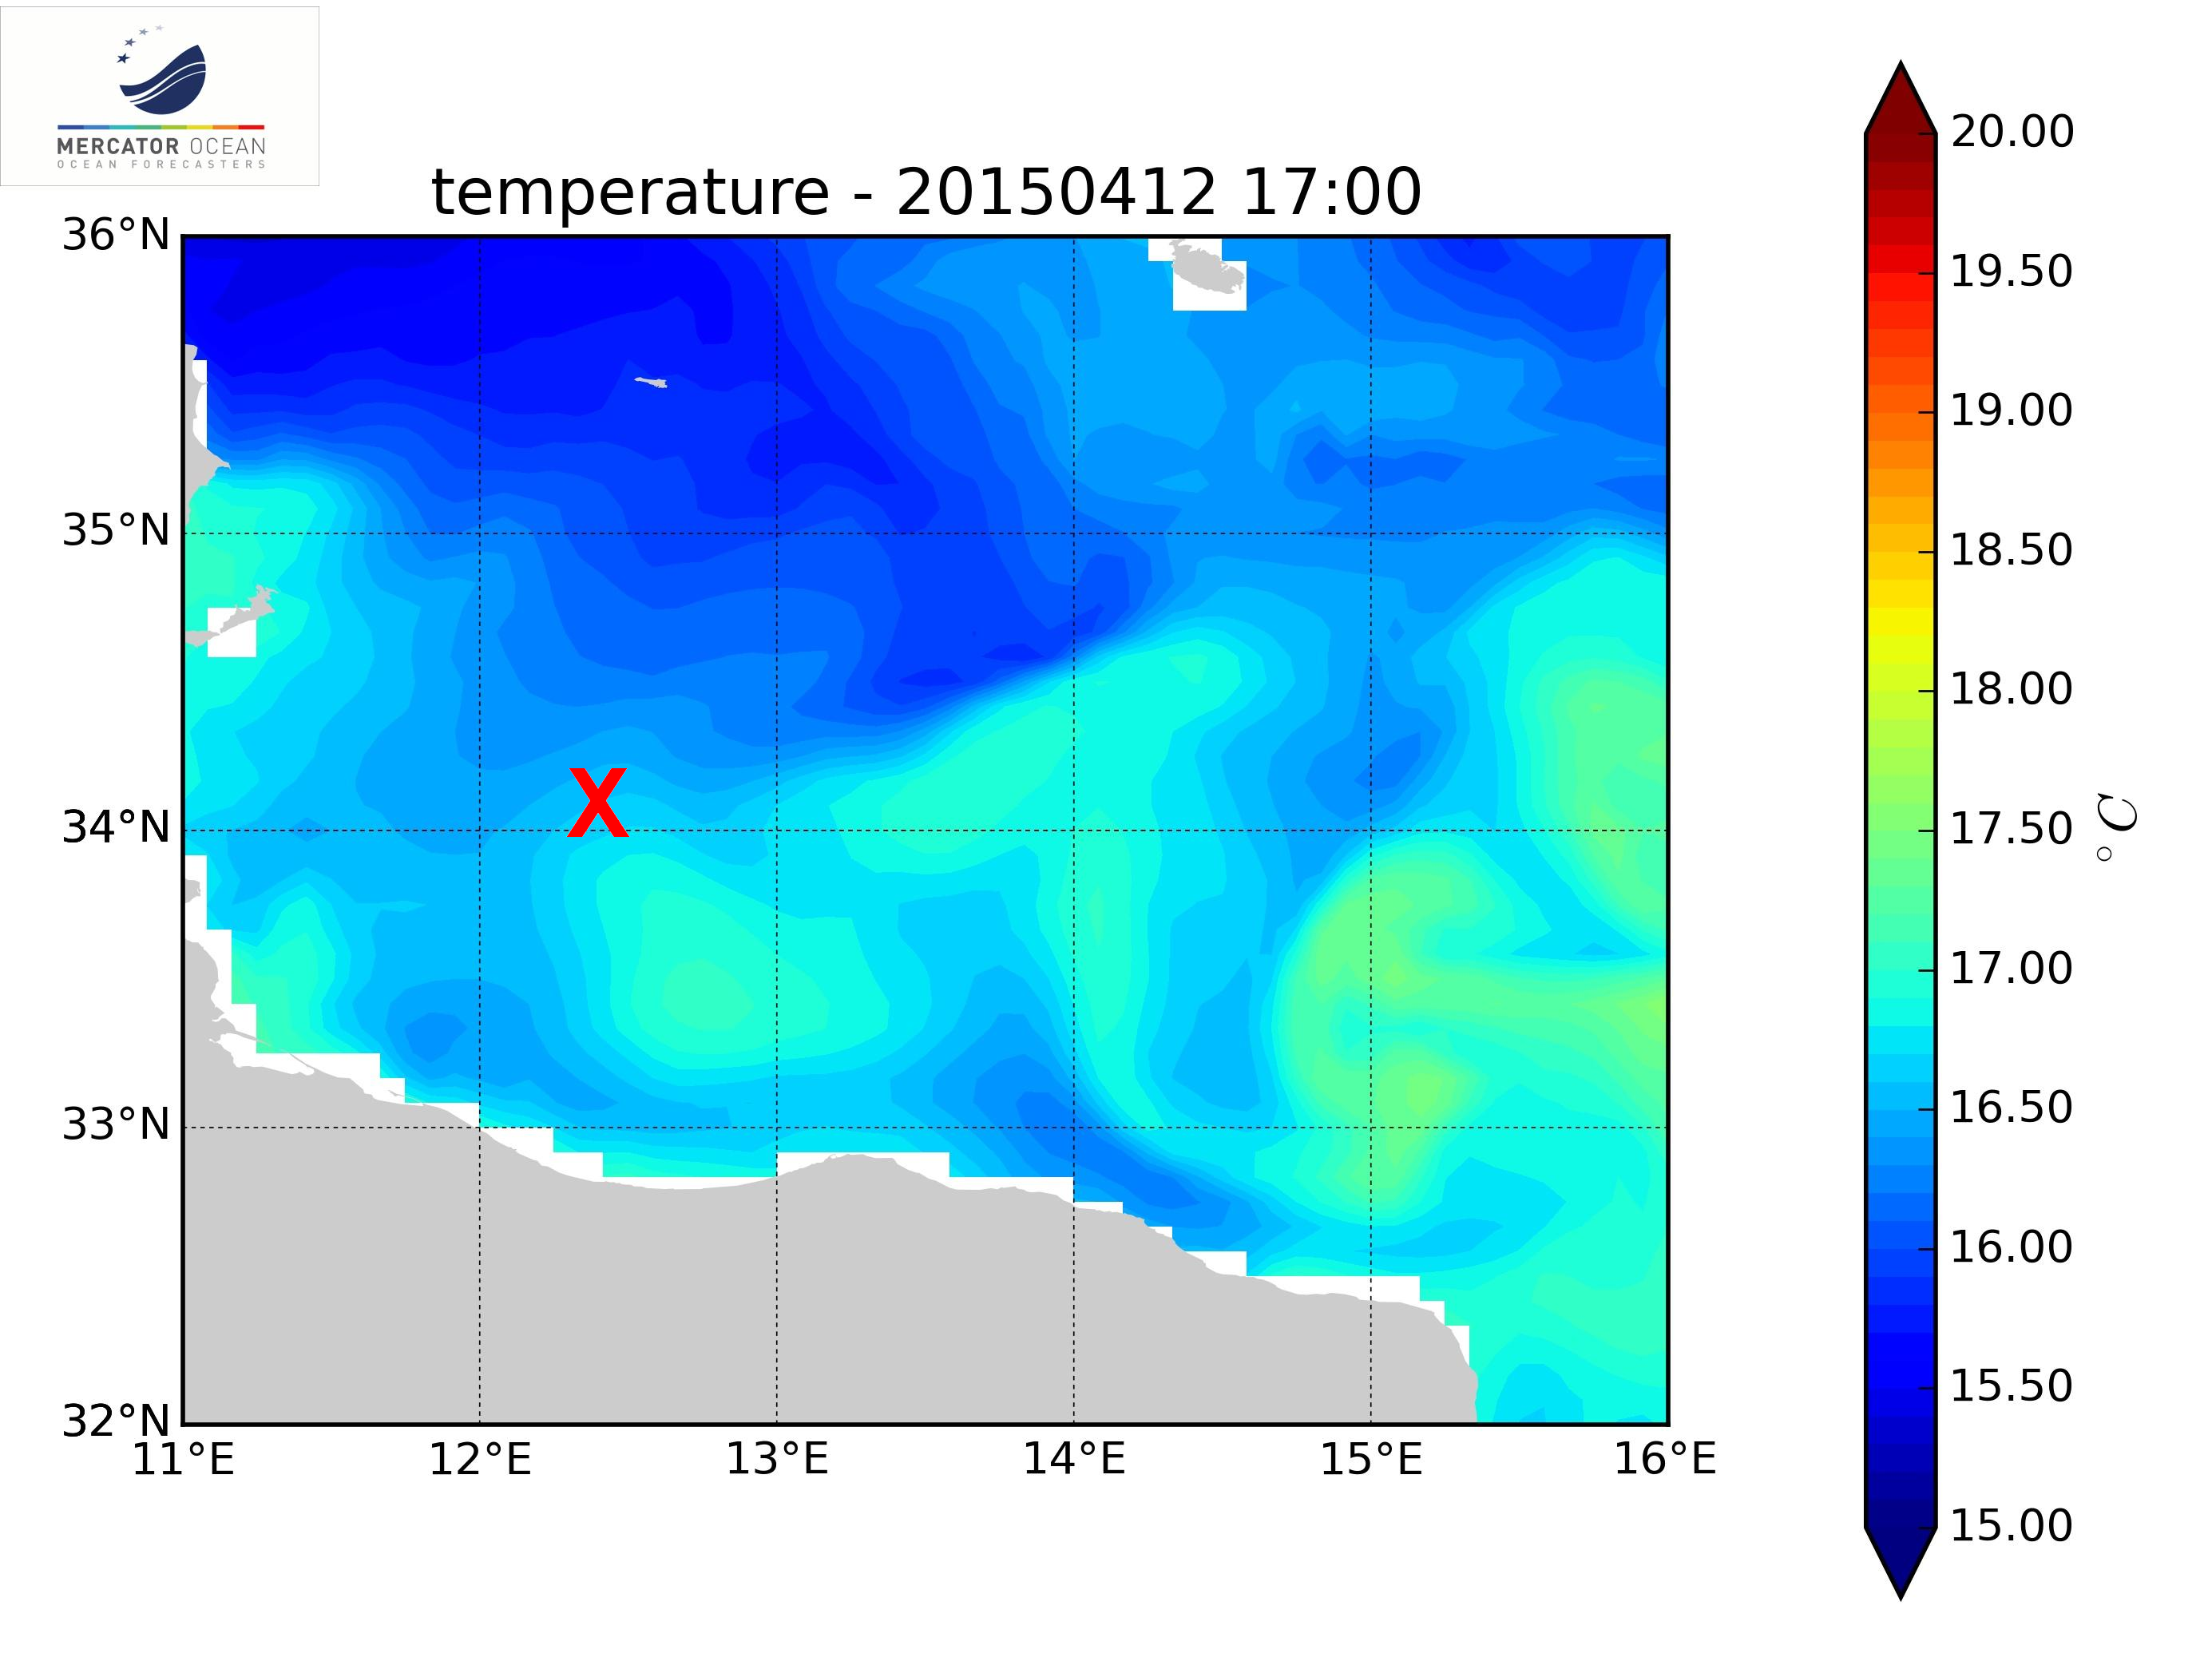 MERCATOR OCEAN
OCEAN FORECASTERS
temperature - 20150412 17:00
36°N
35°N
34°N
33°N
32°N
11°E 12°E 13°E 14°E 15°E 16°E
X
20.00
19.50
19.00
18.50
18.00
17.50
17.00
16.50
16.00
15.50
15.00
°C